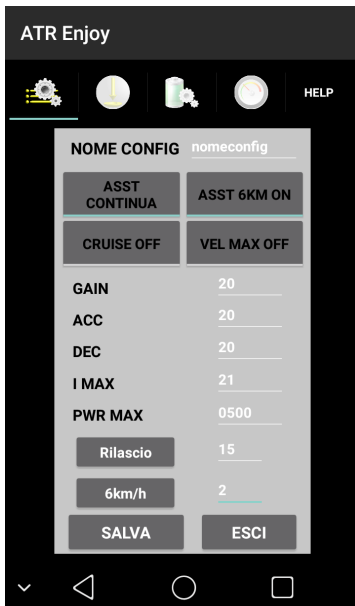 ATR Enjoy
HELP
NOME CONFIG nomeconfig
ASST CONTINUA
ASST 6KM ON
CRUISE OFF
VEL MAX OFF
GAIN 20
ACC 20
DEC 20
I MAX 21
PWR MAX 0500
Rilascio 15
6km/h 2
SALVA
ESCI